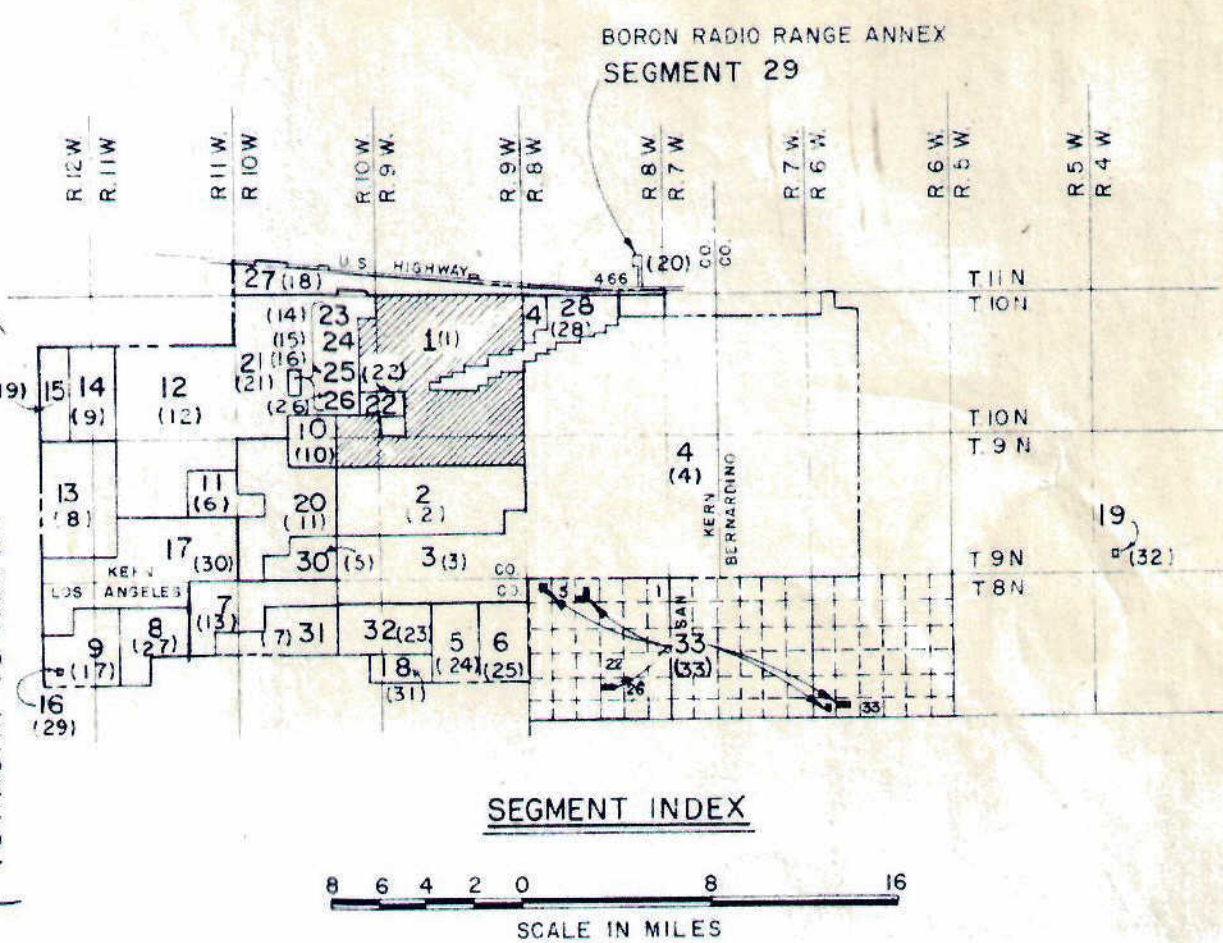 BORON RADIO RANGE ANNEX
SEGMENT 29
R 12 W. R. 11 W.
R 11 W. R 10 W.
R 10 W. R 9 W.
R. 9 W. R. 8 W.
R 8 W. R 7 W.
R 7 W. R 6 W.
R 6 W. R. 5 W.
R 5 W. R 4 W.
U.S. HIGHWAY 466
(20)
CO. CO.
27 (18)
T. 11 N
T 10 N
(14) 23
(15) 24
21 (16) 25
(21)
(26) 26
1 (1)
4
28
(28)
(22)
22
19)
15
14
(9)
12
(12)
10
(10)
T 10 N
T. 9 N
4
(4)
KERN
BERNARDINO
13
(8)
11
(6)
20
(11)
2
(2)
19
(32)
17
(30)
30 (5)
3 (3)
KERN CO.
LOS ANGELES CO.
T 9 N
T 8 N
SAN
7
(13)
8
(27)
9
(17)
(7) 31
32 (23)
5
(24)
6
(25)
18
(31)
33
(33)
1
22
26
33
16
(29)
SEGMENT INDEX
8 6 4 2 0 8 16
SCALE IN MILES